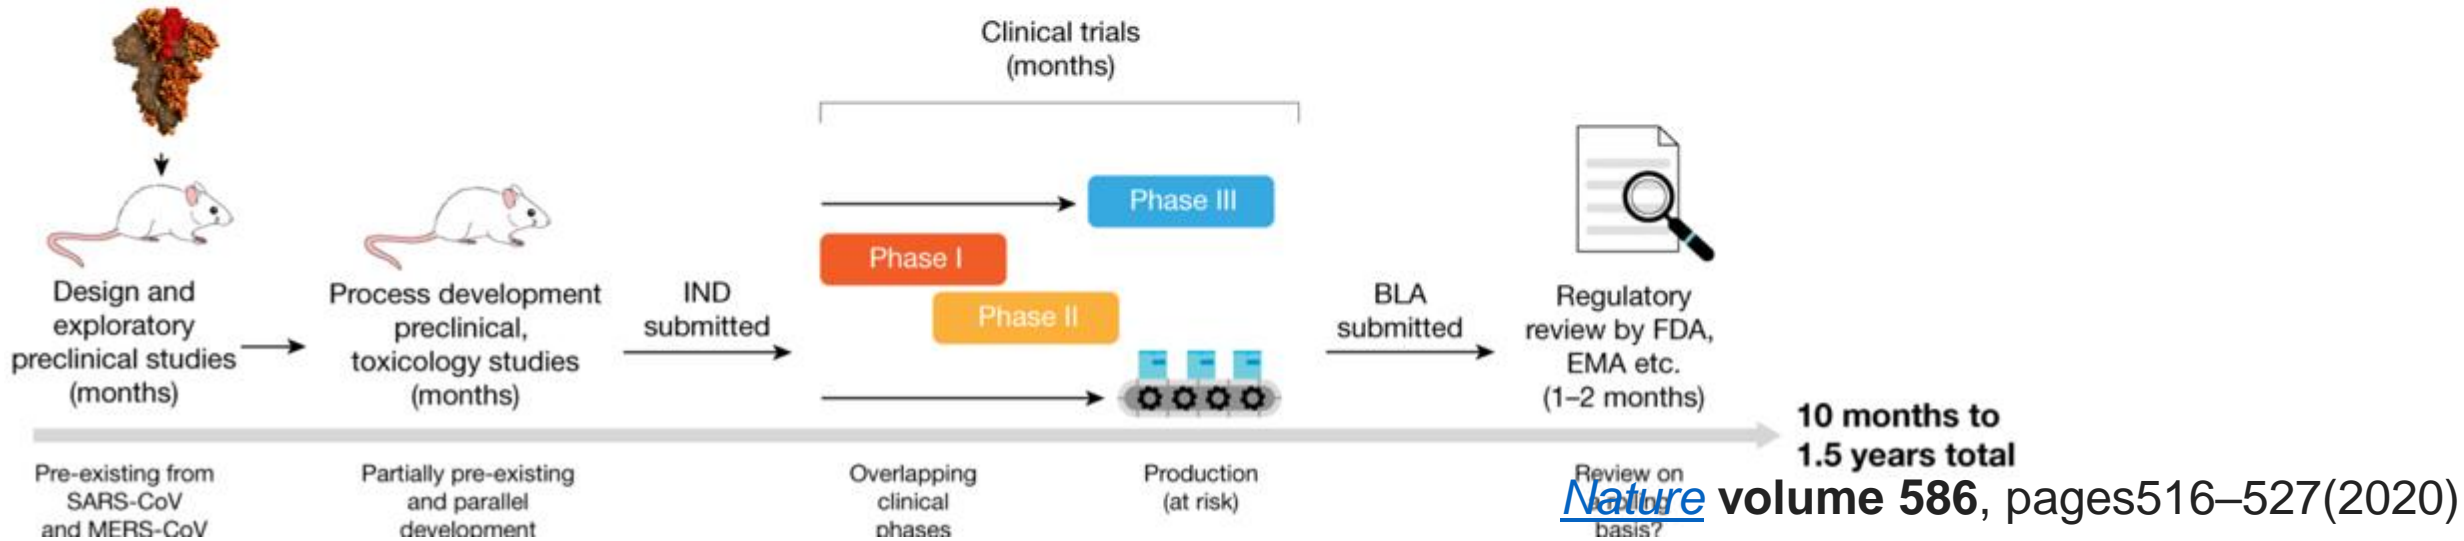 Clinical trials
(months)
Phase III
Phase I
Phase II
Design and
exploratory
preclinical studies
(months)
Process development
preclinical,
toxicology studies
(months)
IND
submitted
BLA
submitted
Regulatory
review by FDA,
EMA etc.
(1–2 months)
10 months to
1.5 years total
Pre-existing from
SARS-CoV
and MERS-CoV
Partially pre-existing
and parallel
development
Overlapping
clinical
phases
Production
(at risk)
Review on
a rolling
basis?
Nature volume 586, pages516–527(2020)